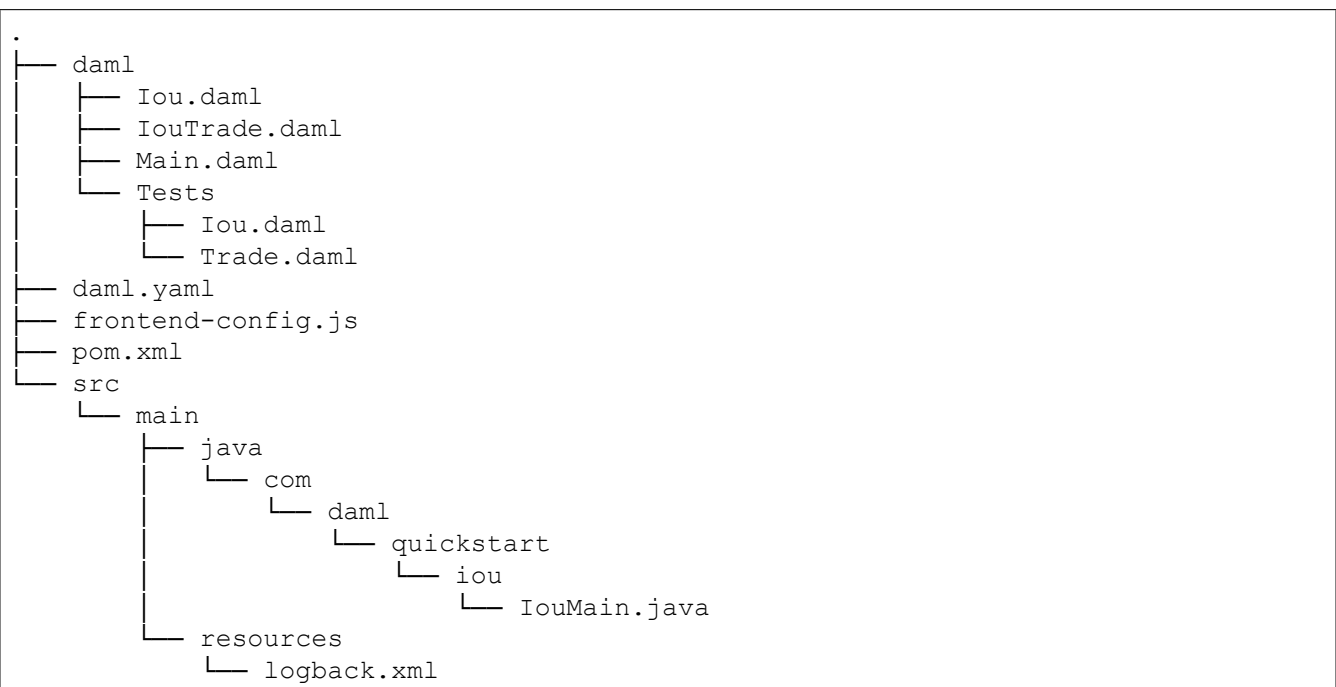 .
├── daml
│   ├── Iou.daml
│   ├── IouTrade.daml
│   ├── Main.daml
│   └── Tests
│       ├── Iou.daml
│       └── Trade.daml
├── daml.yaml
├── frontend-config.js
├── pom.xml
└── src
    └── main
        ├── java
        │   └── com
        │       └── daml
        │           └── quickstart
        │               └── iou
        │                   └── IouMain.java
        └── resources
            └── logback.xml